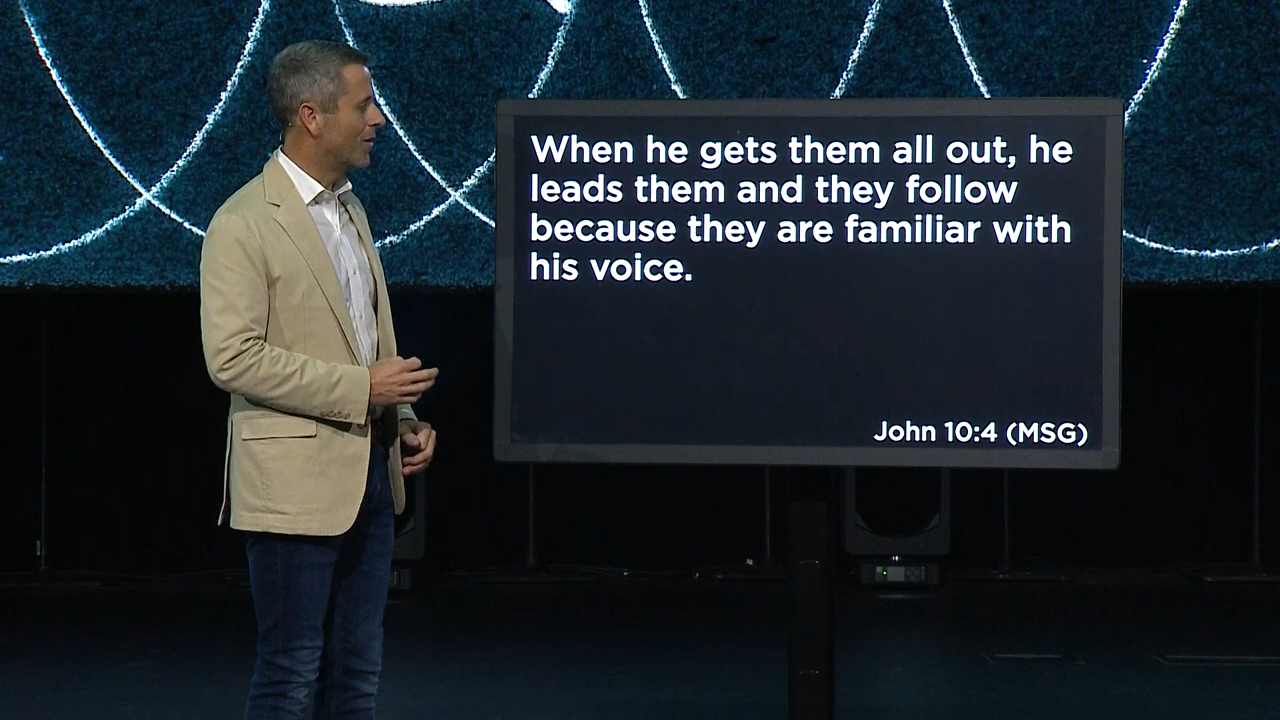 When he gets them all out, he
leads them and they follow
because they are familiar with
his voice.
John 10:4 (MSG)